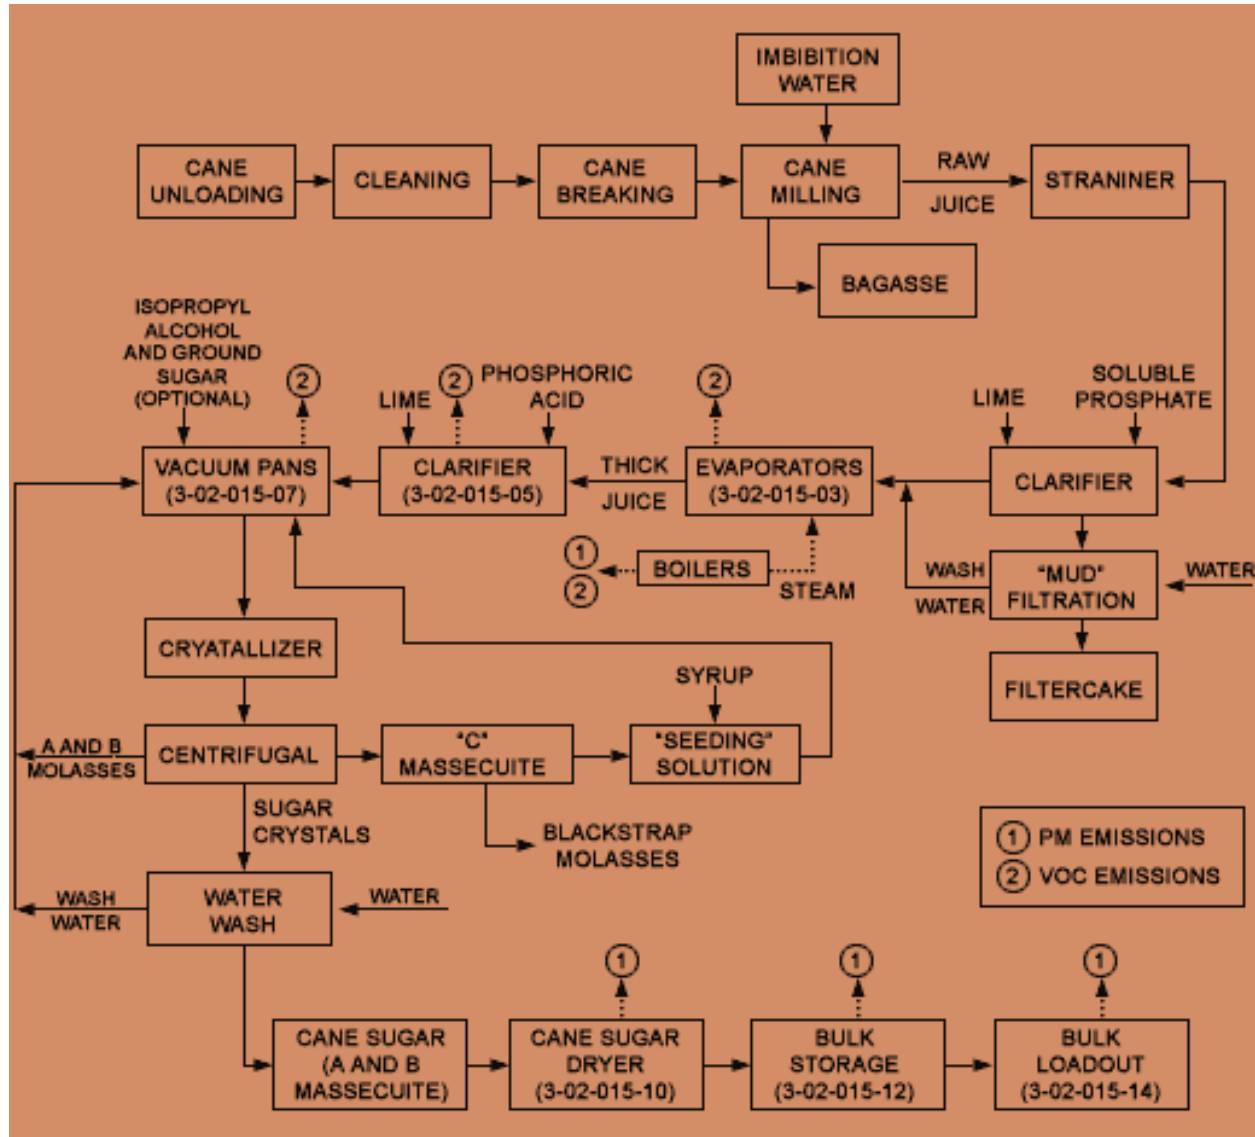 IMBIBITION
WATER
CANE
UNLOADING
CLEANING
CANE
BREAKING
CANE
MILLING
RAW
JUICE
STRANINER
BAGASSE
ISOPROPYL
ALCOHOL
AND GROUND
SUGAR
(OPTIONAL)
2
LIME
2
PHOSPHORIC
ACID
2
LIME
SOLUBLE
PROSPHATE
VACUUM PANS
(3-02-015-07)
CLARIFIER
(3-02-015-05)
THICK
JUICE
EVAPORATORS
(3-02-015-03)
CLARIFIER
1
2
BOILERS
STEAM
WASH
WATER
"MUD"
FILTRATION
WATER
CRYATALLIZER
SYRUP
FILTERCAKE
A AND B
MOLASSES
CENTRIFUGAL
"C"
MASSECUITE
"SEEDING"
SOLUTION
SUGAR
CRYSTALS
BLACKSTRAP
MOLASSES
1 PM EMISSIONS
2 VOC EMISSIONS
WASH
WATER
WATER
WASH
WATER
1
1
1
CANE SUGAR
(A AND B
MASSECUITE)
CANE SUGAR
DRYER
(3-02-015-10)
BULK
STORAGE
(3-02-015-12)
BULK
LOADOUT
(3-02-015-14)